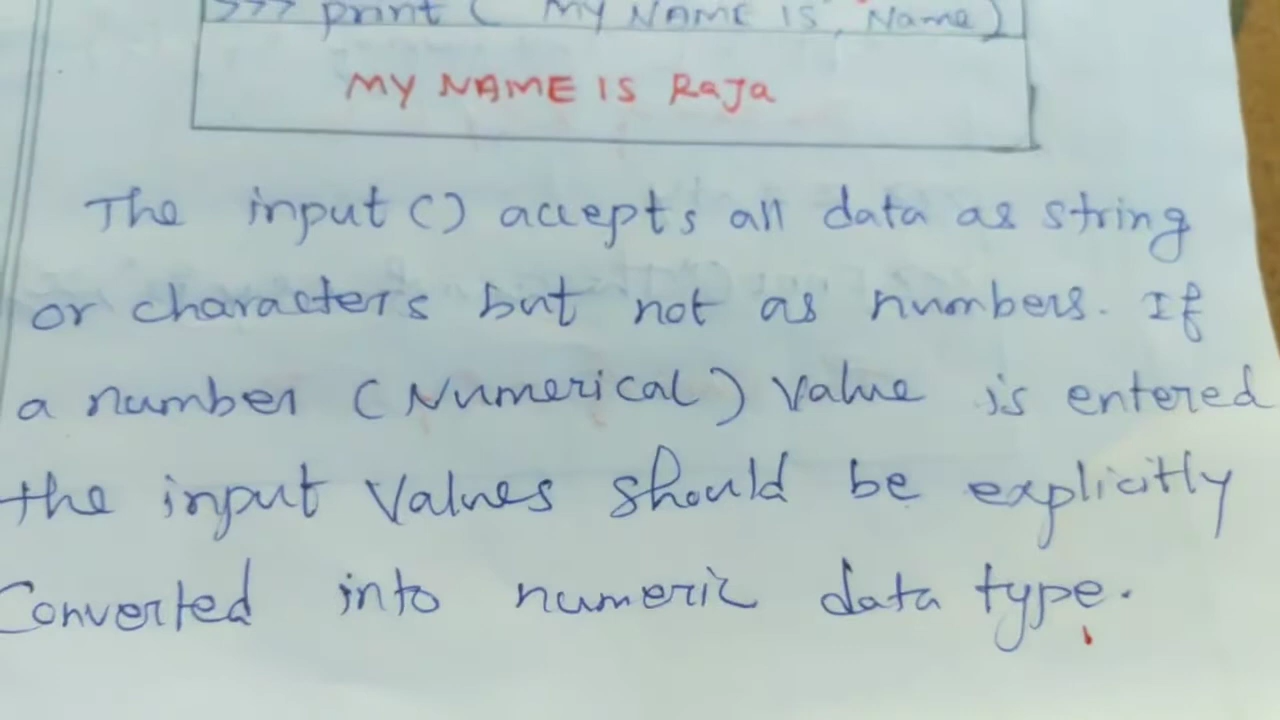 >>> print ( MY NAME IS , Name)
MY NAME IS Raja
The input () accepts all data as string
or characters but not as numbers. If
a number (Numerical) Value is entered
the input Values should be explicitly
Converted into numeric data type.